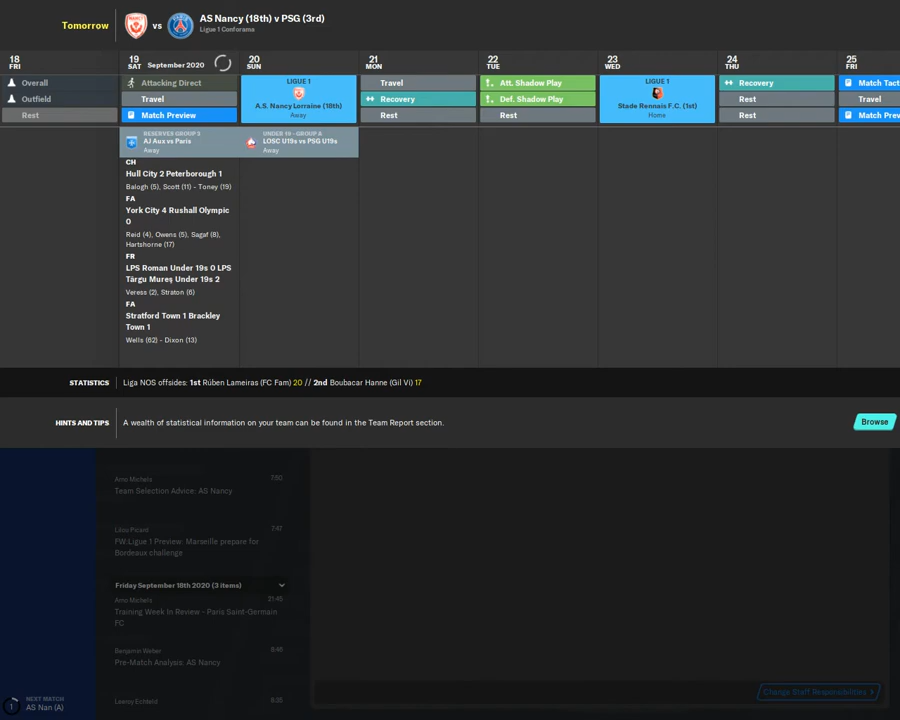 Tomorrow
vs
AS Nancy (18th) v PSG (3rd)
Ligue 1 Conforama
18
FRI
19
SAT
September 2020
20
SUN
21
MON
22
TUE
23
WED
24
THU
25
FRI
Overall
Outfield
Rest
Attacking Direct
Travel
Match Preview
LIGUE 1
A.S. Nancy Lorraine (18th)
Away
Travel
Recovery
Rest
Att. Shadow Play
Def. Shadow Play
Rest
LIGUE 1
Stade Rennais F.C. (1st)
Home
Recovery
Rest
Rest
Match Tact
Travel
Match Prev
RESERVES GROUP 3
AJ Aux vs Paris
Away
UNDER 19 - GROUP A
LOSC U19s vs PSG U19s
Away
CH
Hull City 2 Peterborough 1
Balogh (5), Scott (11) - Toney (19)
FA
York City 4 Rushall Olympic
0
Reid (4), Owens (5), Sagaf (8),
Hartshorne (17)
FR
LPS Roman Under 19s 0 LPS
Târgu Mureș Under 19s 2
Veress (2), Straton (6)
FA
Stratford Town 1 Brackley
Town 1
Wells (62) - Dixon (13)
STATISTICS
Liga NOS offsides: 1st Rúben Lameiras (FC Fam) 20 // 2nd Boubacar Hanne (Gil Vi) 17
HINTS AND TIPS
A wealth of statistical information on your team can be found in the Team Report section.
Browse
Arno Michels
7:50
Team Selection Advice: AS Nancy
Lilou Picard
7:47
FW:Ligue 1 Preview: Marseille prepare for
Bordeaux challenge
Friday September 18th 2020 (3 items)
Arno Michels
21:45
Training Week In Review - Paris Saint-Germain
FC
Benjamin Weber
8:46
Pre-Match Analysis: AS Nancy
Leeroy Echteld
6:35
Change Staff Responsibilities
1
NEXT MATCH
AS Nan (A)